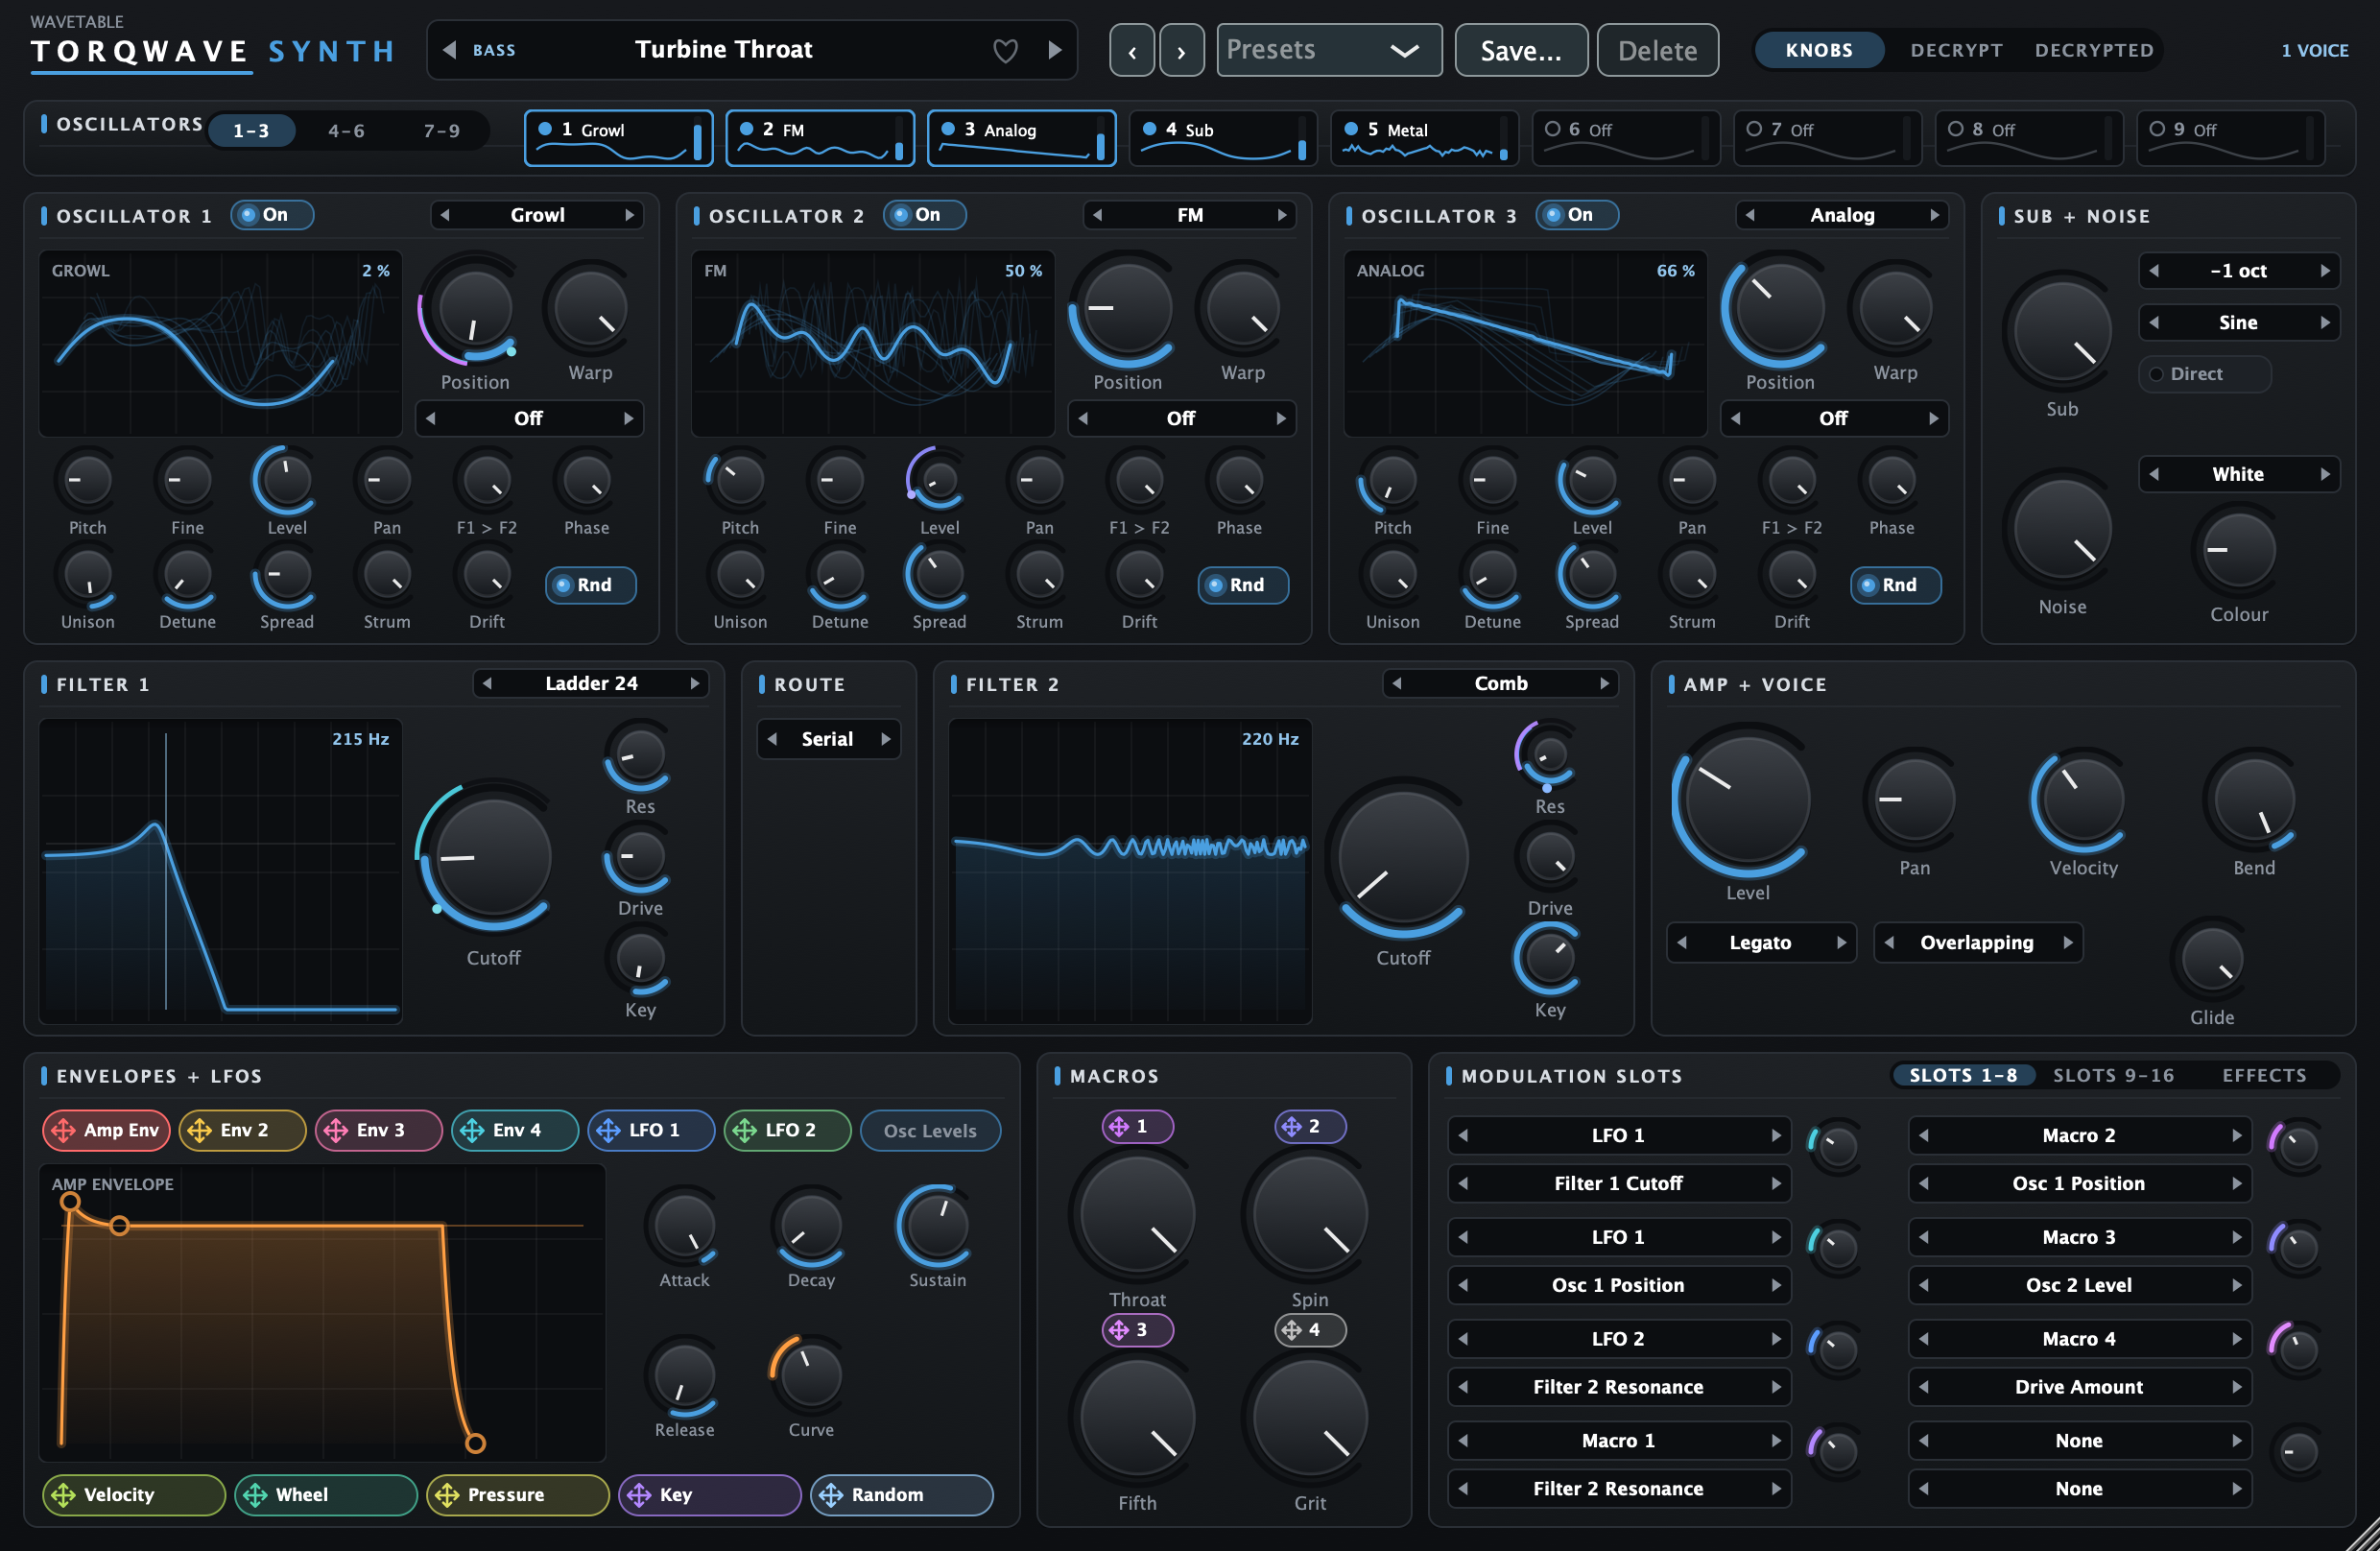 WAVETABLE
TORQWAVE SYNTH
BASS Turbine Throat
‹ › Presets Save... Delete
KNOBS DECRYPT DECRYPTED
1 VOICE
OSCILLATORS 1-3 4-6 7-9
1 Growl 2 FM 3 Analog 4 Sub 5 Metal 6 Off 7 Off 8 Off 9 Off
OSCILLATOR 1 On Growl
GROWL 2 %
Position Warp
Off
Pitch Fine Level Pan F1 > F2 Phase
Unison Detune Spread Strum Drift Rnd
OSCILLATOR 2 On FM
FM 50 %
Position Warp
Off
Pitch Fine Level Pan F1 > F2 Phase
Unison Detune Spread Strum Drift Rnd
OSCILLATOR 3 On Analog
ANALOG 66 %
Position Warp
Off
Pitch Fine Level Pan F1 > F2 Phase
Unison Detune Spread Strum Drift Rnd
SUB + NOISE
-1 oct
Sine
Direct
Sub
White
Noise
Colour
FILTER 1 Ladder 24
215 Hz
Res
Drive
Cutoff
Key
ROUTE
Serial
FILTER 2 Comb
220 Hz
Res
Drive
Cutoff
Key
AMP + VOICE
Level Pan Velocity Bend
Legato Overlapping
Glide
ENVELOPES + LFOS
Amp Env Env 2 Env 3 Env 4 LFO 1 LFO 2 Osc Levels
AMP ENVELOPE
Attack Decay Sustain
Release Curve
Velocity Wheel Pressure Key Random
MACROS
1 2
Throat Spin
3 4
Fifth Grit
MODULATION SLOTS SLOTS 1-8 SLOTS 9-16 EFFECTS
LFO 1 Macro 2
Filter 1 Cutoff Osc 1 Position
LFO 1 Macro 3
Osc 1 Position Osc 2 Level
LFO 2 Macro 4
Filter 2 Resonance Drive Amount
Macro 1 None
Filter 2 Resonance None